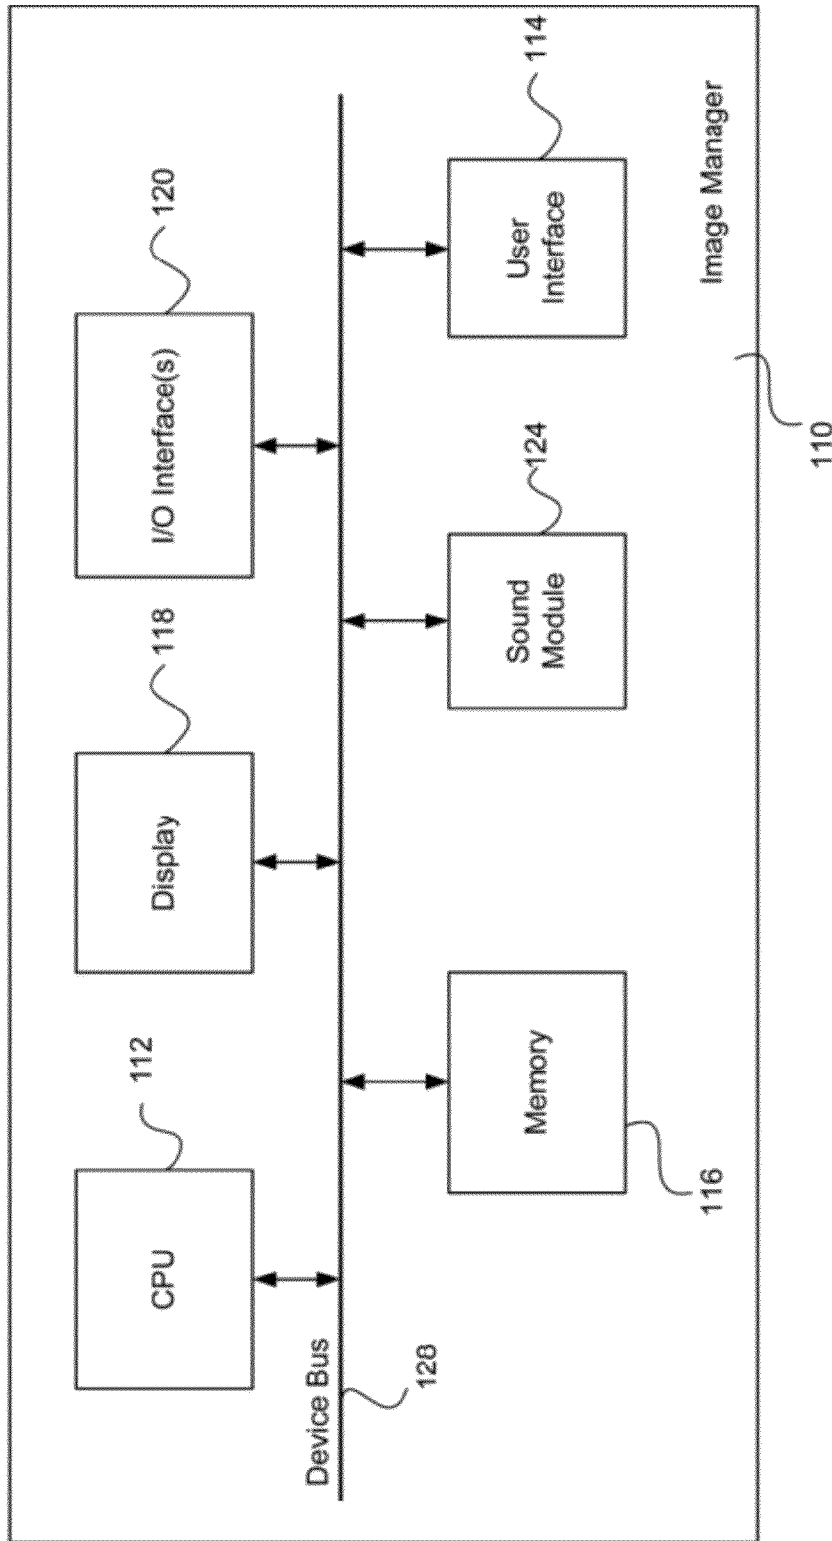 112
118
120
CPU
Display
I/O Interface(s)
Device Bus
128
Memory
Sound
Module
User
Interface
116
124
114
Image Manager
110